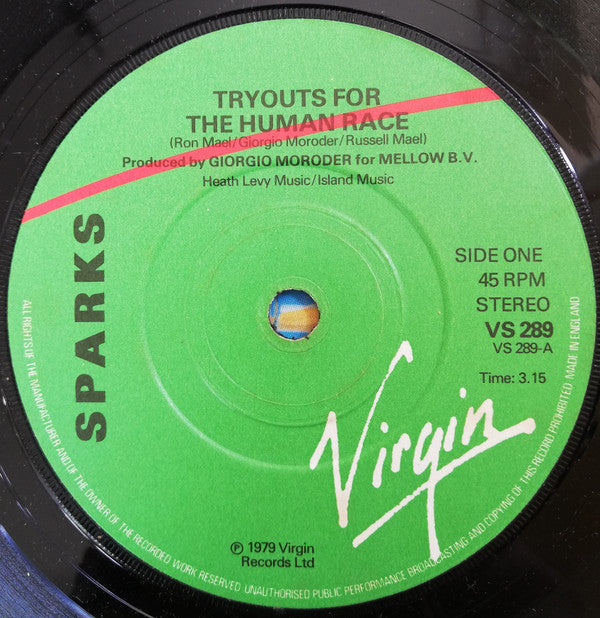 TRYOUTS FOR
THE HUMAN RACE
(Ron Mael/Giorgio Moroder/Russell Mael)
Produced by GIORGIO MORODER for MELLOW B.V.
Heath Levy Music/Island Music
SPARKS
SIDE ONE
45 RPM
STEREO
VS 289
VS 289-A
Time: 3.15
Virgin
℗ 1979 Virgin
Records Ltd
ALL RIGHTS OF THE MANUFACTURER AND OF THE OWNER OF THE RECORDED WORK RESERVED UNAUTHORISED PUBLIC PERFORMANCE BROADCASTING AND COPYING OF THIS RECORD PROHIBITED MADE IN ENGLAND